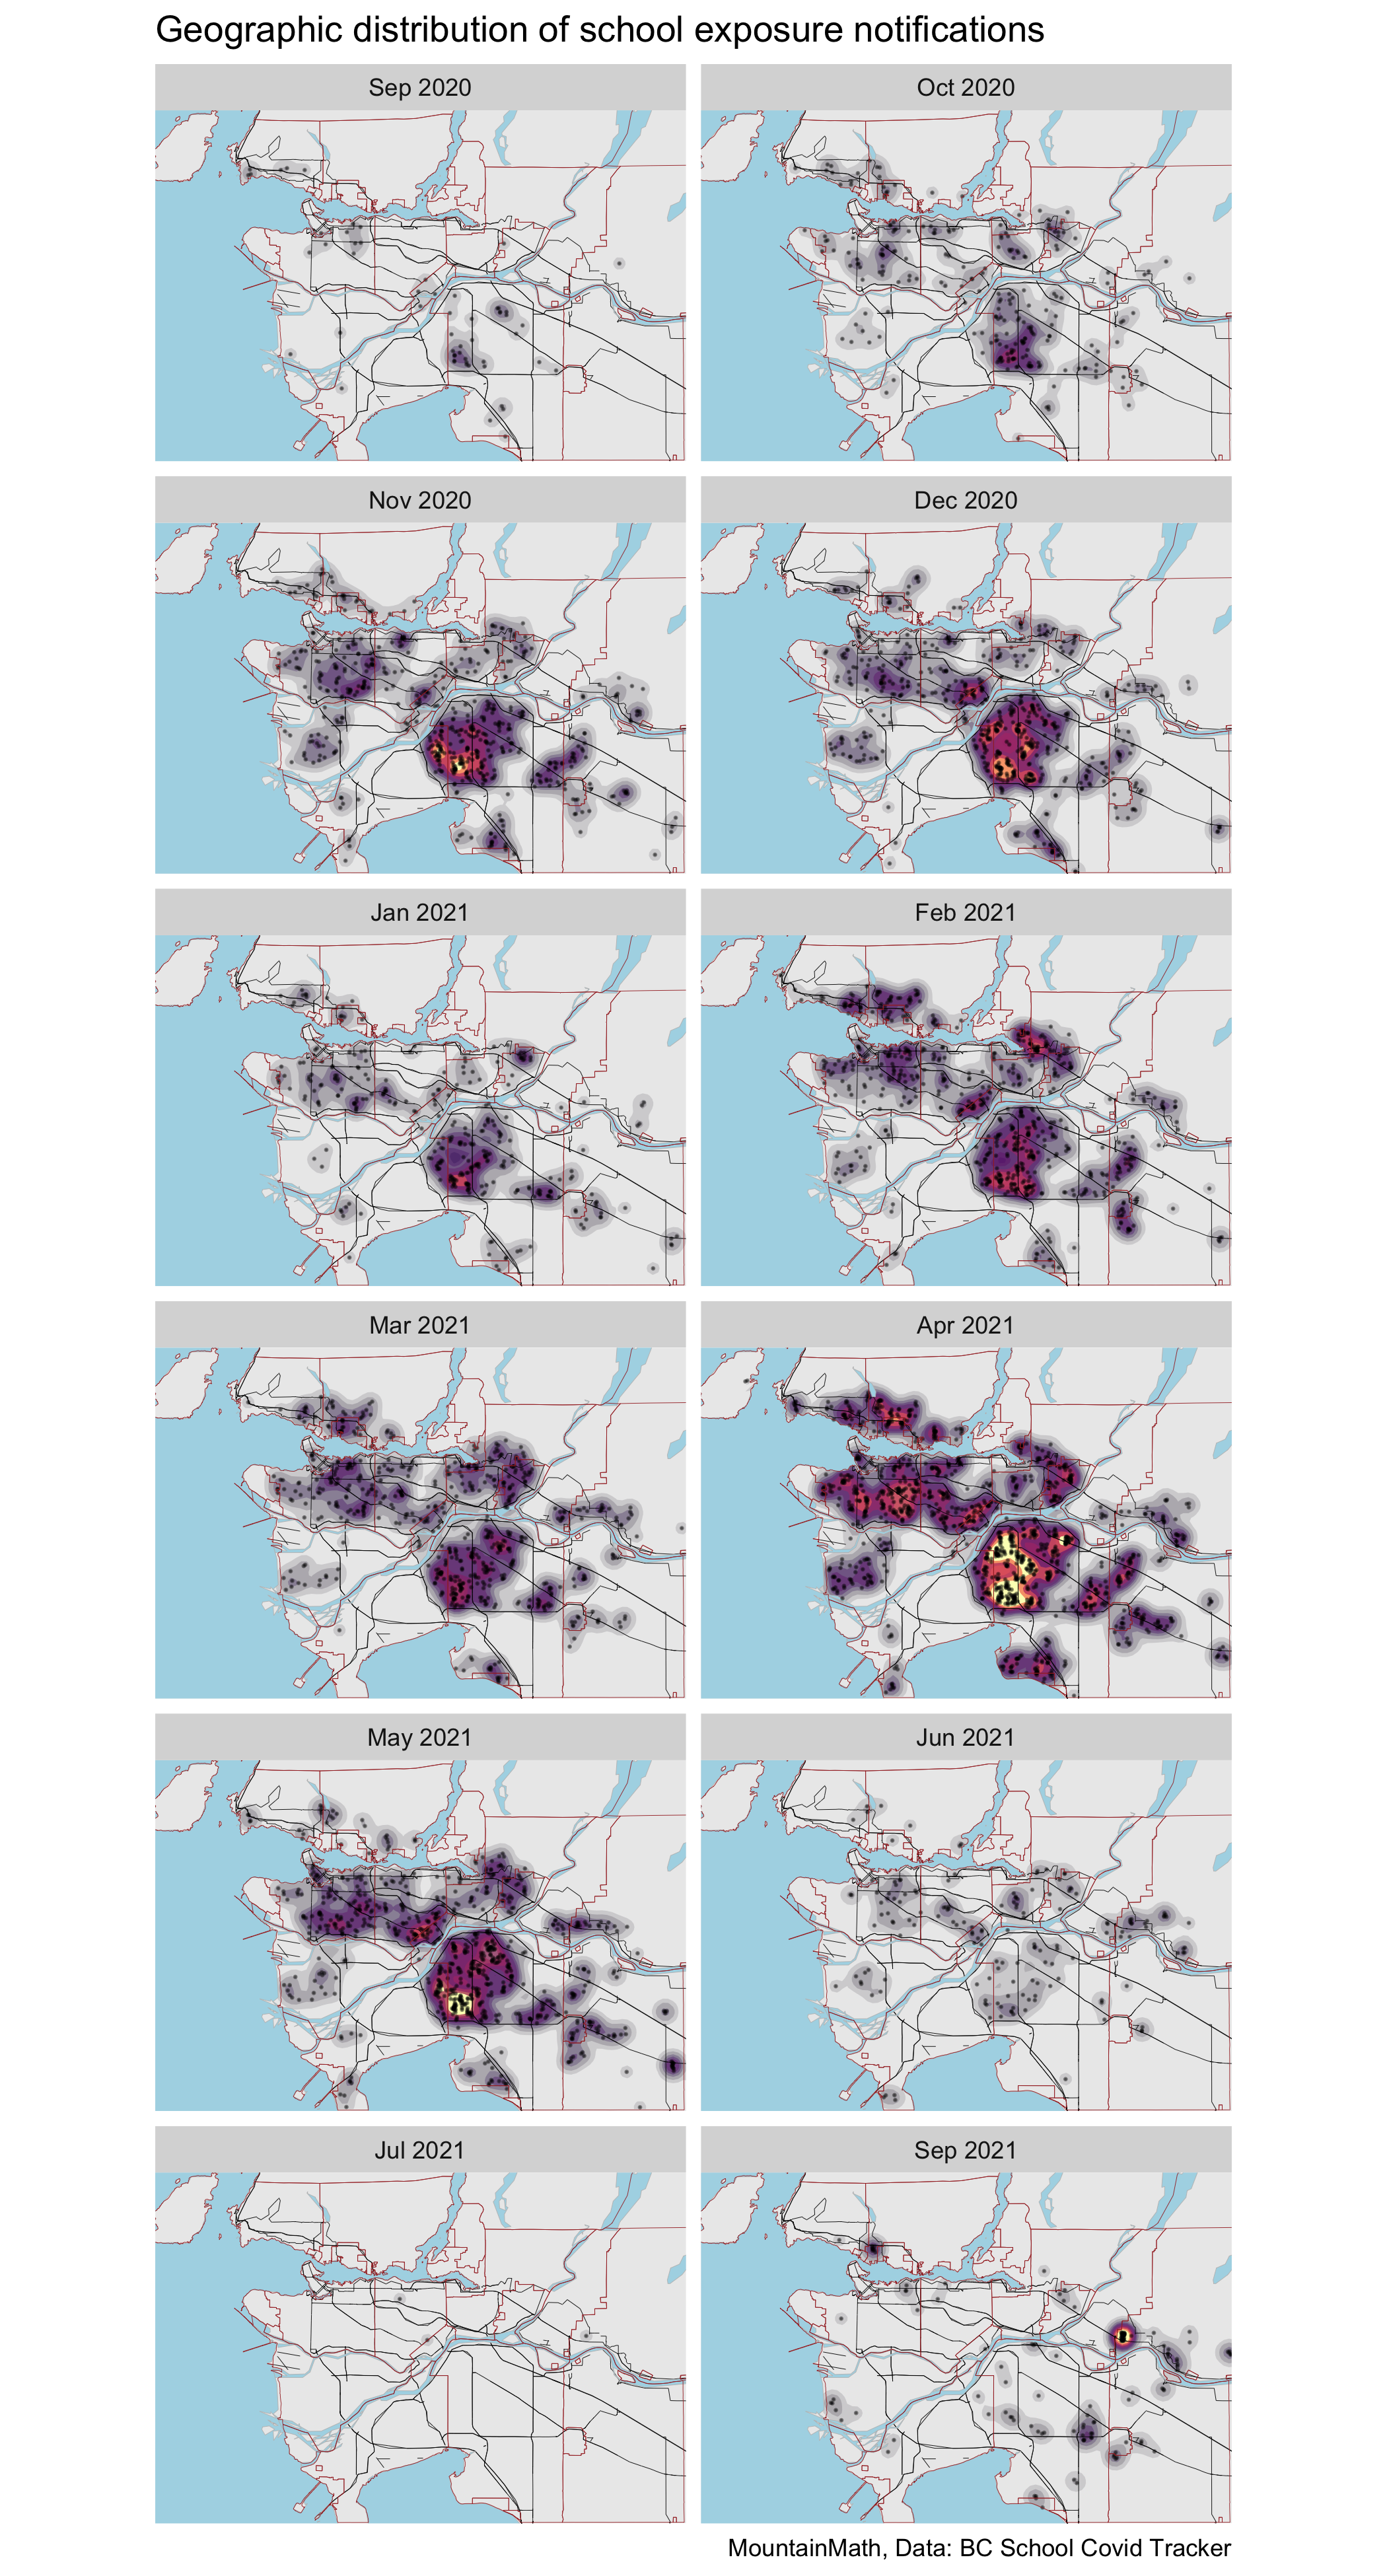 Geographic distribution of school exposure notifications
Sep 2020
Oct 2020
Nov 2020
Dec 2020
Jan 2021
Feb 2021
Mar 2021
Apr 2021
May 2021
Jun 2021
Jul 2021
Sep 2021
MountainMath, Data: BC School Covid Tracker